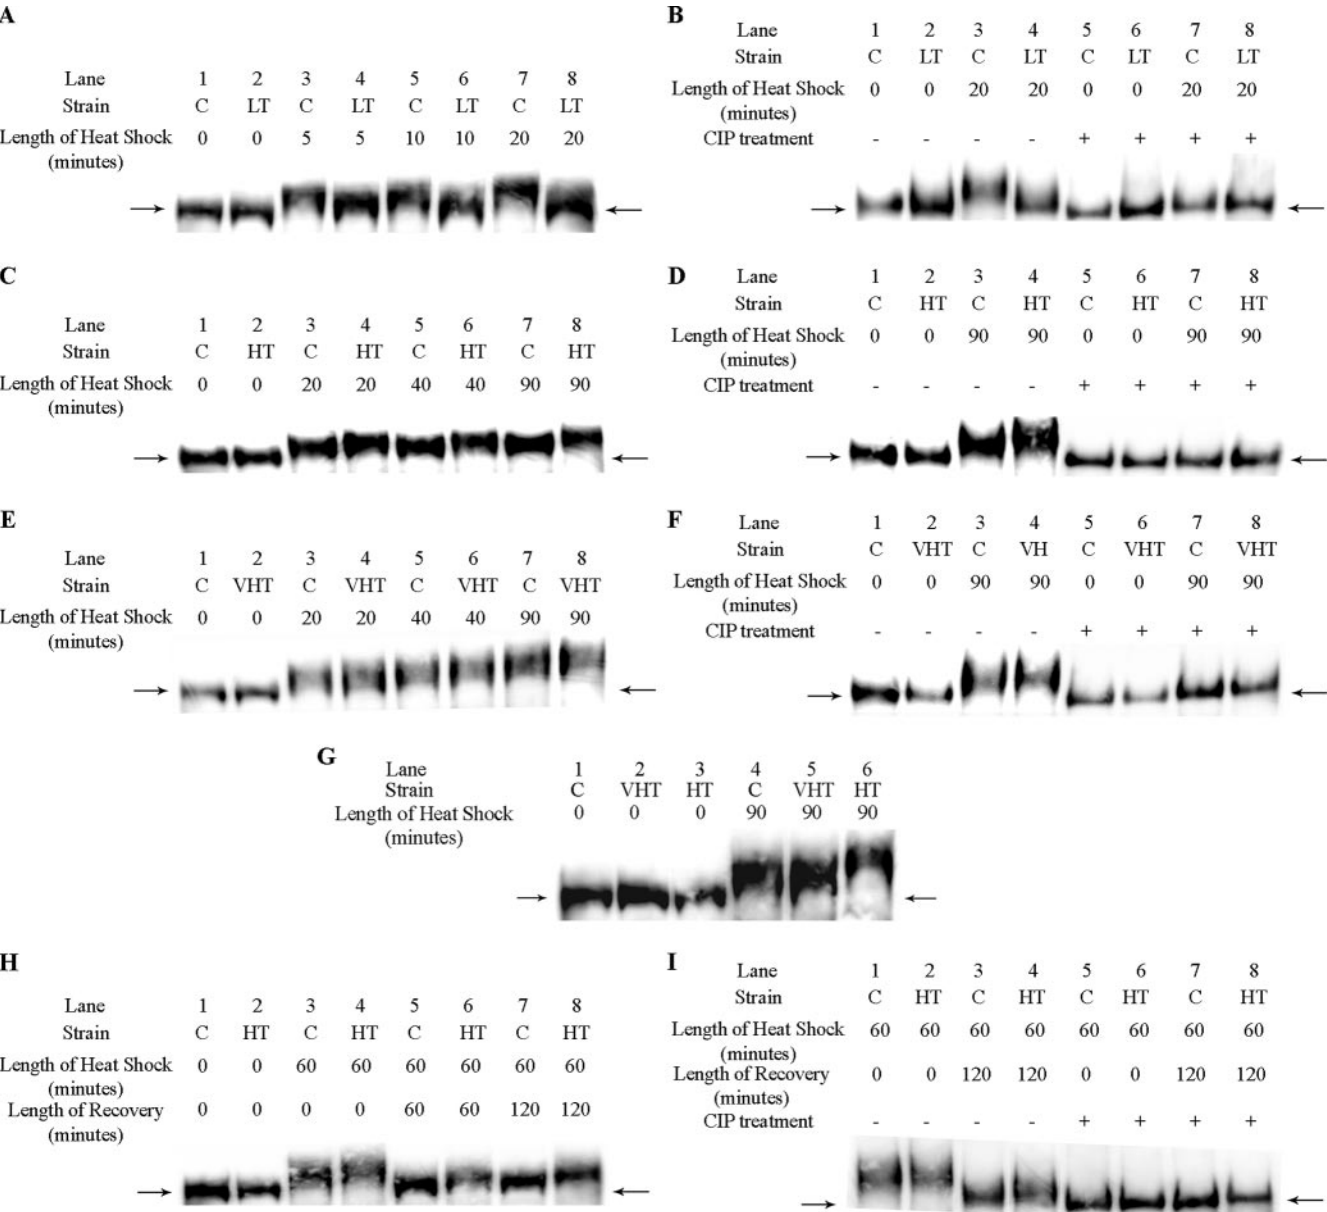 A
Lane 1 2 3 4 5 6 7 8
Strain C LT C LT C LT C LT
Length of Heat Shock 0 0 5 5 10 10 20 20
(minutes)
B
Lane 1 2 3 4 5 6 7 8
Strain C LT C LT C LT C LT
Length of Heat Shock 0 0 20 20 0 0 20 20
(minutes)
CIP treatment - - - - + + + +
C
Lane 1 2 3 4 5 6 7 8
Strain C HT C HT C HT C HT
Length of Heat Shock 0 0 20 20 40 40 90 90
(minutes)
D
Lane 1 2 3 4 5 6 7 8
Strain C HT C HT C HT C HT
Length of Heat Shock 0 0 90 90 0 0 90 90
(minutes)
CIP treatment - - - - + + + +
E
Lane 1 2 3 4 5 6 7 8
Strain C VHT C VHT C VHT C VHT
Length of Heat Shock 0 0 20 20 40 40 90 90
(minutes)
F
Lane 1 2 3 4 5 6 7 8
Strain C VHT C VH C VHT C VHT
Length of Heat Shock 0 0 90 90 0 0 90 90
(minutes)
CIP treatment - - - - + + + +
G
Lane 1 2 3 4 5 6
Strain C VHT HT C VHT HT
Length of Heat Shock 0 0 0 90 90 90
(minutes)
H
Lane 1 2 3 4 5 6 7 8
Strain C HT C HT C HT C HT
Length of Heat Shock 0 0 60 60 60 60 60 60
(minutes)
Length of Recovery 0 0 0 0 60 60 120 120
(minutes)
I
Lane 1 2 3 4 5 6 7 8
Strain C HT C HT C HT C HT
Length of Heat Shock 60 60 60 60 60 60 60 60
(minutes)
Length of Recovery 0 0 120 120 0 0 120 120
(minutes)
CIP treatment - - - - + + + +